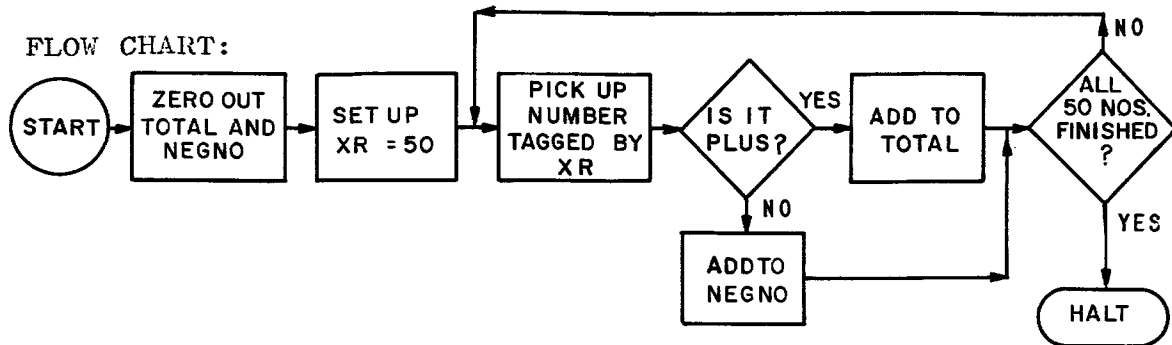 FLOW CHART:
START
ZERO OUT
TOTAL AND
NEGNO
SET UP
XR = 50
PICK UP
NUMBER
TAGGED BY
XR
IS IT
PLUS?
YES
ADD TO
TOTAL
ALL
50 NOS.
FINISHED
?
NO
NO
ADD TO
NEGNO
YES
HALT